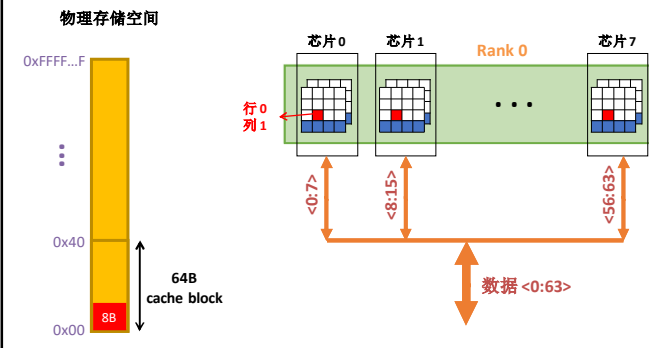 物理存储空间
0xFFFF...F
⋮
0x40
64B
cache block
8B
0x00
芯片 0
芯片 1
Rank 0
芯片 7
行 0
列 1
...
<0:7>
<8:15>
<56:63>
数据 <0:63>